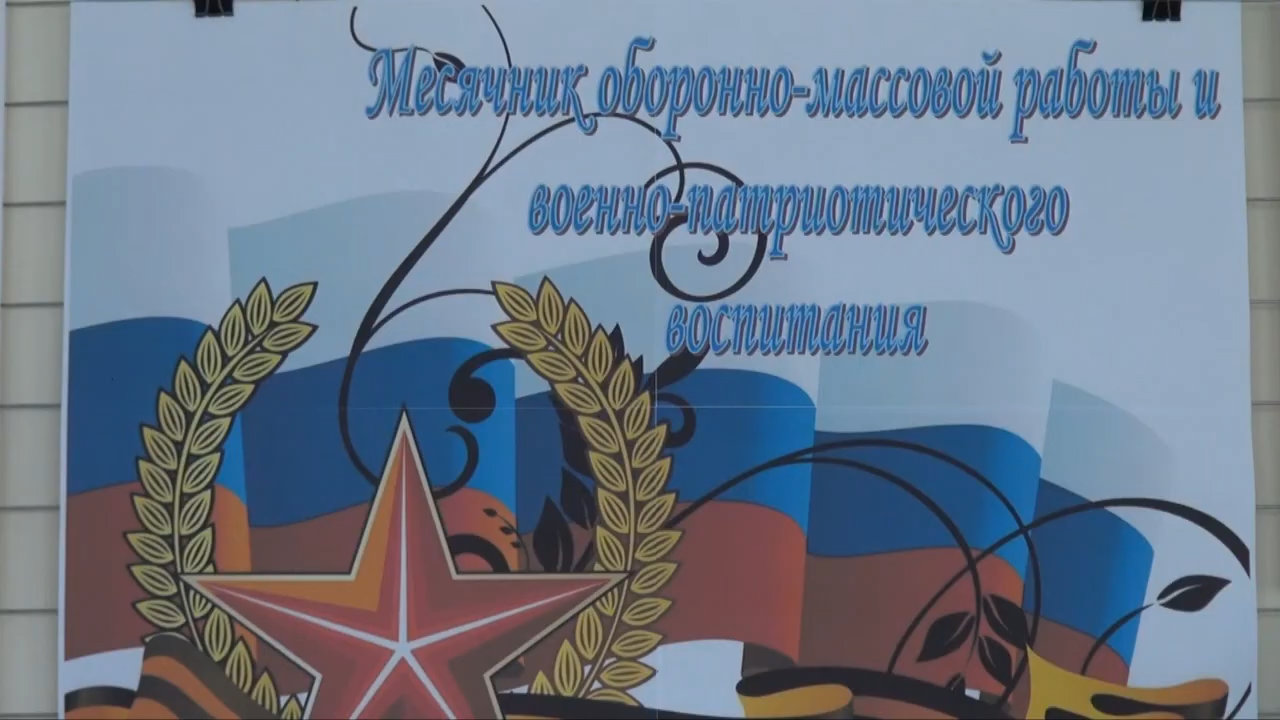 Месячник оборонно-массовой работы и
военно-патриотического
воспитания